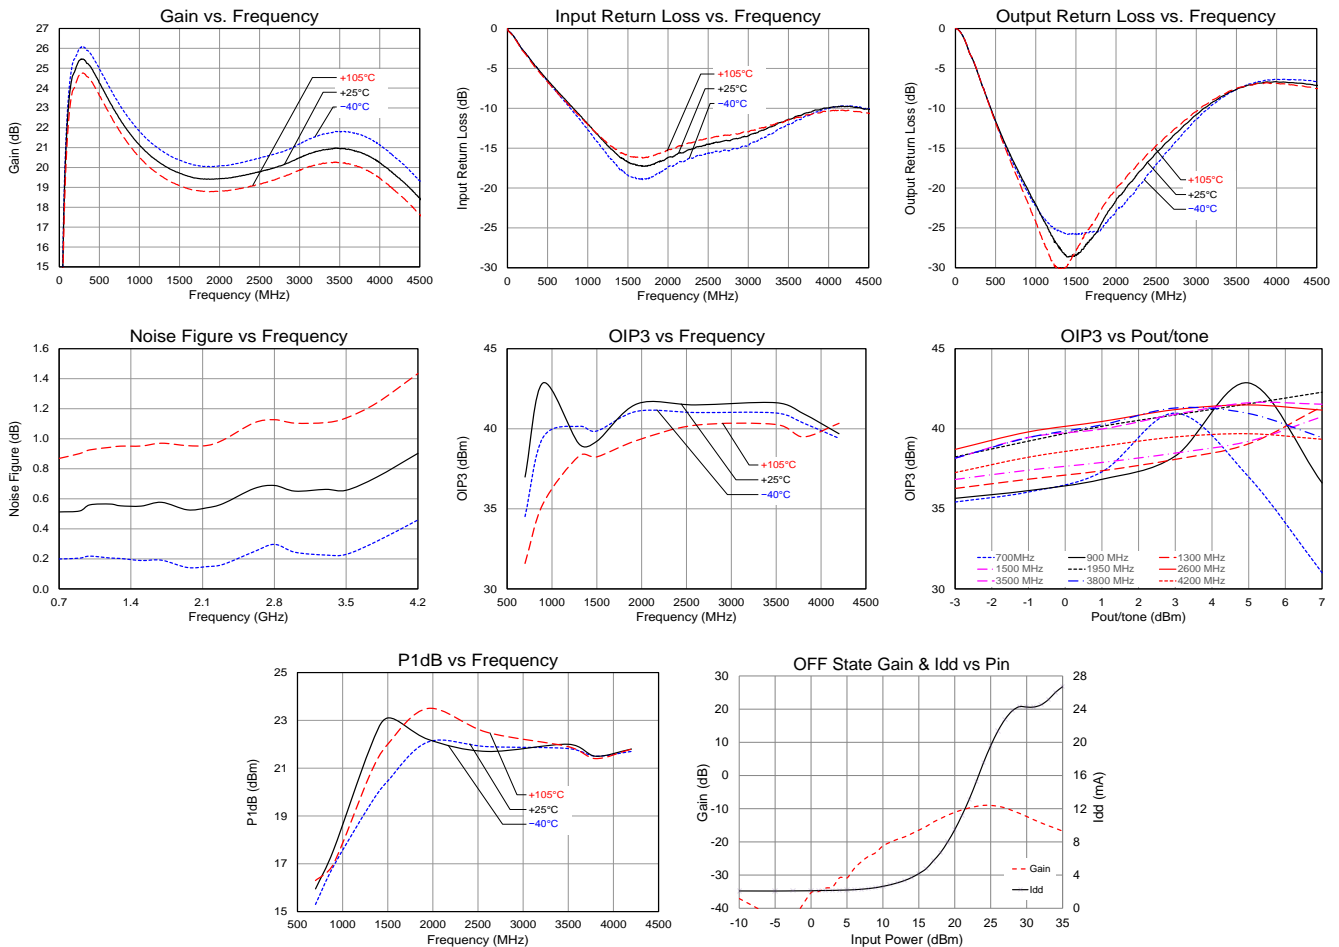 Gain vs. Frequency
27
26
25
24
23
22
21
20
19
18
17
16
15
Gain (dB)
+105°C
+25°C
−40°C
0 500 1000 1500 2000 2500 3000 3500 4000 4500
Frequency (MHz)
Input Return Loss vs. Frequency
0
-10
-20
-30
Input Return Loss (dB)
+105°C
+25°C
−40°C
0 500 1000 1500 2000 2500 3000 3500 4000 4500
Frequency (MHz)
Output Return Loss vs. Frequency
0
-10
-20
-30
Output Return Loss (dB)
+105°C
+25°C
−40°C
0 500 1000 1500 2000 2500 3000 3500 4000 4500
Frequency (MHz)
Noise Figure vs Frequency
1.6
1.4
1.2
1.0
0.8
0.6
0.4
0.2
0.0
Noise Figure (dB)
0.7 1.4 2.1 2.8 3.5 4.2
Frequency (GHz)
OIP3 vs Frequency
45
40
35
30
OIP3 (dBm)
+105°C
+25°C
−40°C
500 1000 1500 2000 2500 3000 3500 4000 4500
Frequency (MHz)
OIP3 vs Pout/tone
45
40
35
30
OIP3 (dBm)
700MHz 900 MHz 1300 MHz
1500 MHz 1950 MHz 2600 MHz
3500 MHz 3800 MHz 4200 MHz
-3 -2 -1 0 1 2 3 4 5 6 7
Pout/tone (dBm)
P1dB vs Frequency
25
23
21
19
17
15
P1dB (dBm)
+105°C
+25°C
−40°C
500 1000 1500 2000 2500 3000 3500 4000 4500
Frequency (MHz)
OFF State Gain & Idd vs Pin
30
20
10
0
-10
-20
-30
-40
Gain (dB)
28
24
20
16
12
8
4
0
Idd (mA)
Gain
Idd
-10 -5 0 5 10 15 20 25 30 35
Input Power (dBm)